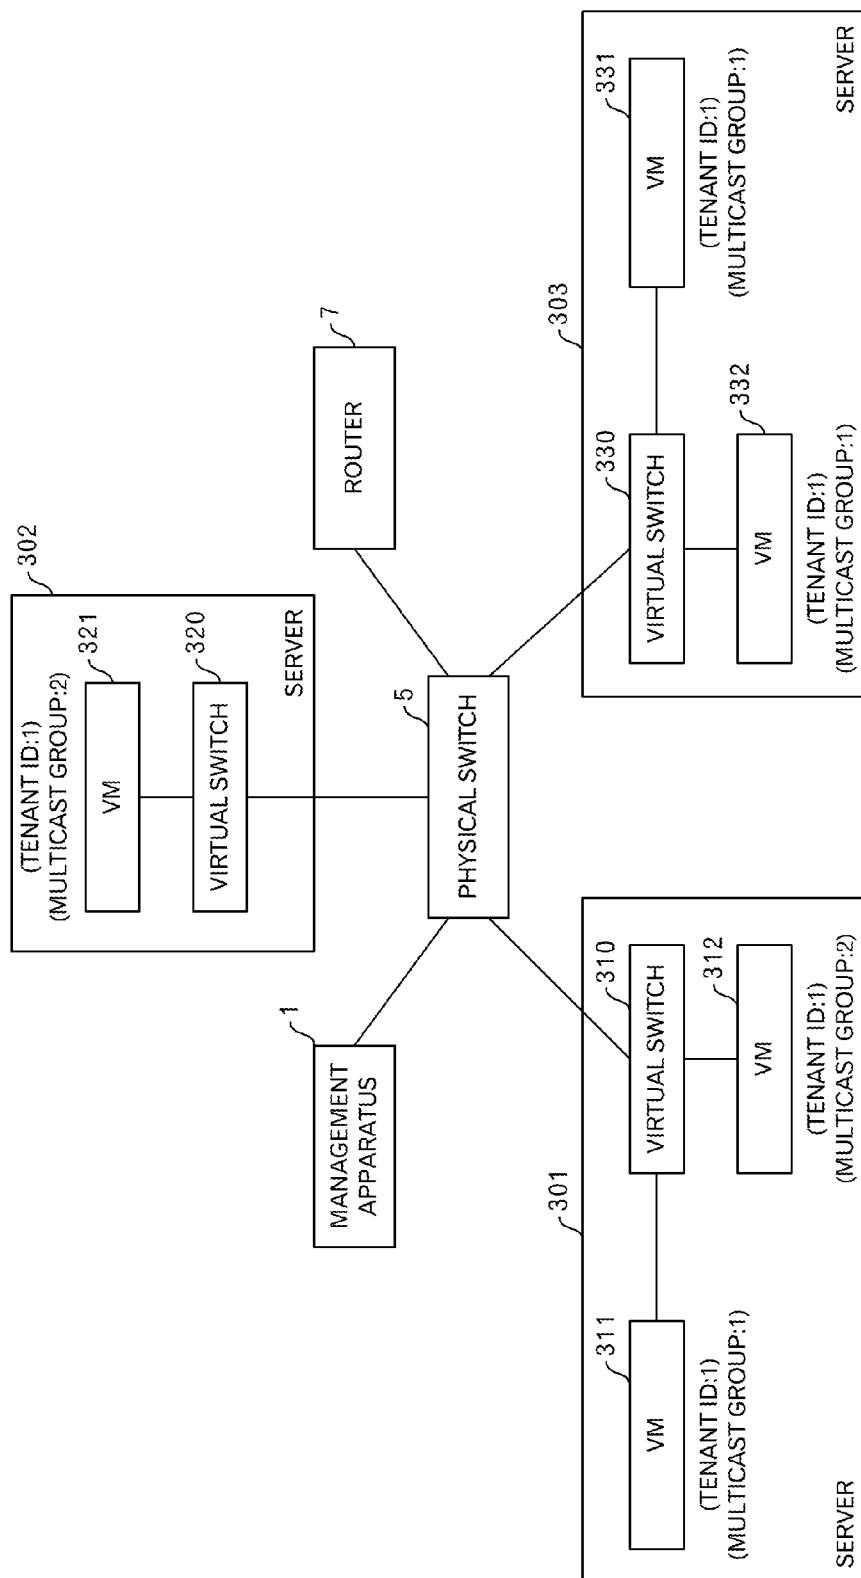 302
(TENANT ID:1)
(MULTICAST GROUP:2)
321
VM
320
VIRTUAL SWITCH
SERVER
1
MANAGEMENT
APPARATUS
5
PHYSICAL SWITCH
7
ROUTER
301
311
VM
(TENANT ID:1)
(MULTICAST GROUP:1)
310
VIRTUAL SWITCH
312
VM
(TENANT ID:1)
(MULTICAST GROUP:2)
SERVER
303
330
VIRTUAL SWITCH
332
VM
(TENANT ID:1)
(MULTICAST GROUP:1)
331
VM
(TENANT ID:1)
(MULTICAST GROUP:1)
SERVER